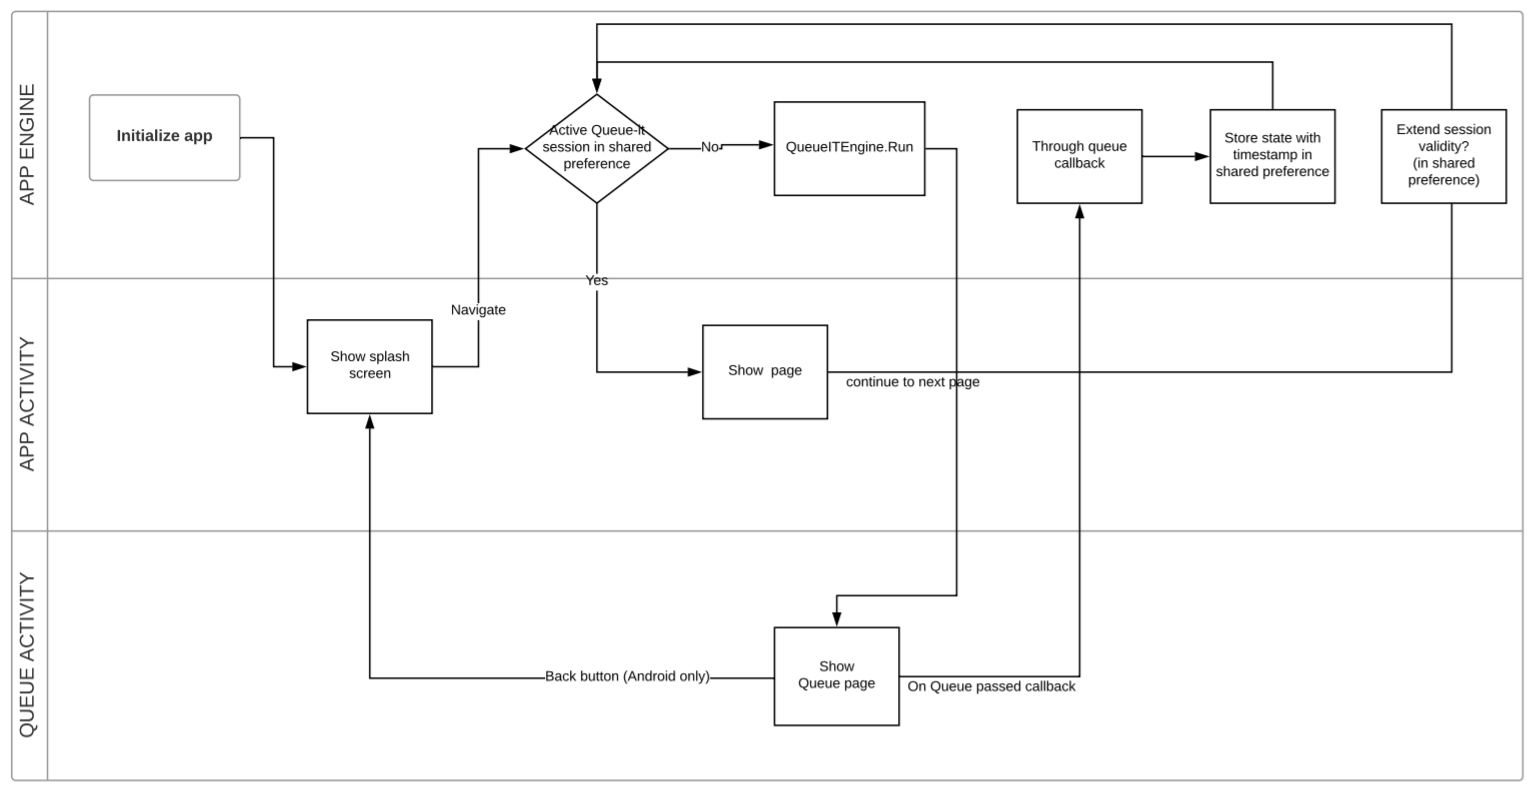 APP ENGINE
Initialize app
Active Queue-It
session in shared
preference
No
QueueITEngine.Run
Through queue
callback
Store state with
timestamp in
shared preference
Extend session
validity?
(in shared
preference)
Yes
APP ACTIVITY
Navigate
Show splash
screen
Show  page
continue to next page
QUEUE ACTIVITY
Back button (Android only)
Show
Queue page
On Queue passed callback